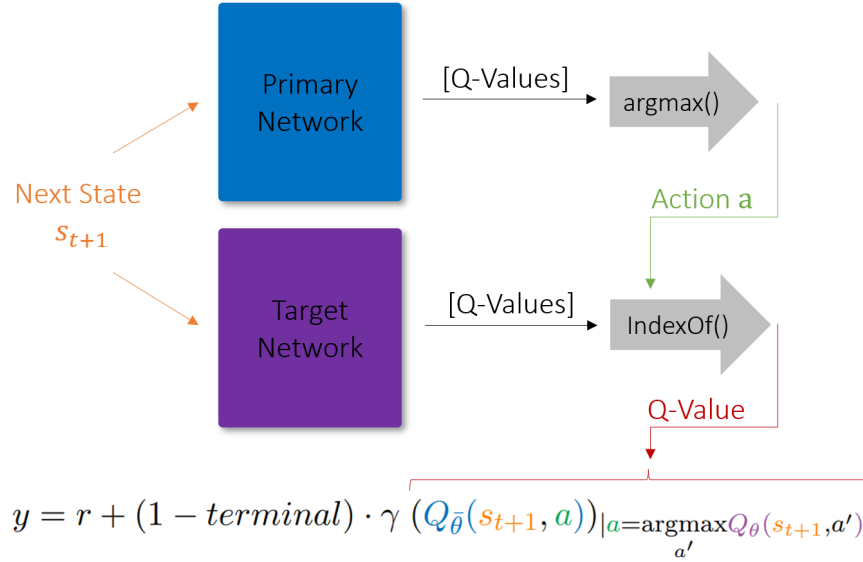 Primary
Network
[Q-Values]
argmax()
Next State
s_{t+1}
Action a
Target
Network
[Q-Values]
IndexOf()
Q-Value
y = r + (1 − terminal) · γ (Q_{θ̄}(s_{t+1}, a))_{|a=argmax_{a′} Q_θ(s_{t+1},a′)}